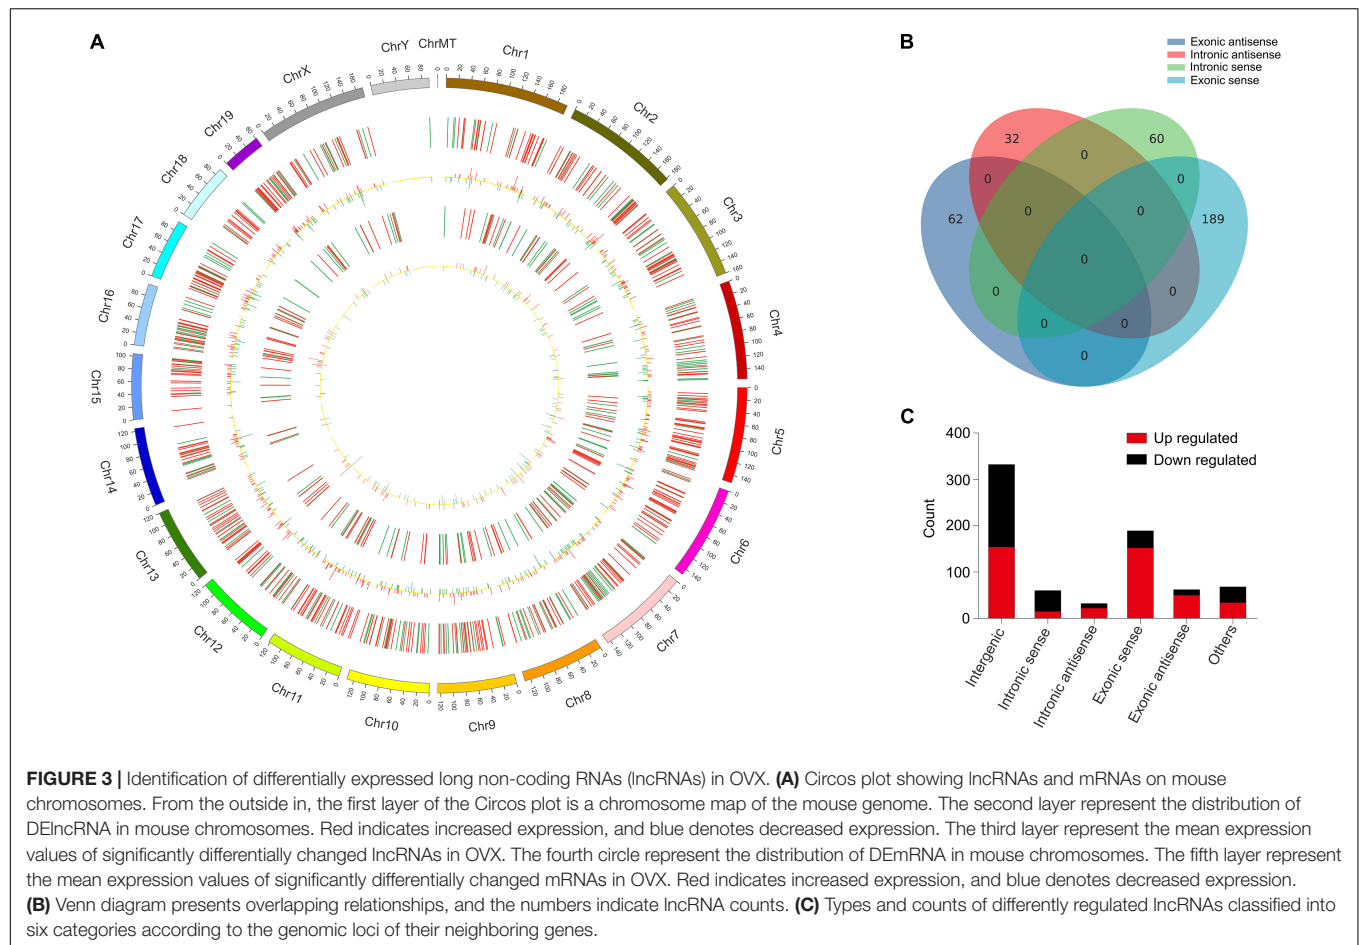 A
ChrMT
ChrY
Chr1
ChrX
Chr2
Chr19
Chr18
Chr3
Chr17
Chr16
Chr4
Chr15
Chr5
Chr14
Chr6
Chr13
Chr7
Chr12
Chr8
Chr11
Chr10
Chr9
B
Exonic antisense
Intronic antisense
Intronic sense
Exonic sense
32 0 60
0 0
62 0 0 189
0
0 0
0 0
0
C
400
300
200
100
0
Count
Up regulated
Down regulated
Intergenic
Intronic sense
Intronic antisense
Exonic sense
Exonic antisense
Others
FIGURE 3 | Identification of differentially expressed long non-coding RNAs (lncRNAs) in OVX. (A) Circos plot showing lncRNAs and mRNAs on mouse
chromosomes. From the outside in, the first layer of the Circos plot is a chromosome map of the mouse genome. The second layer represent the distribution of
DElncRNA in mouse chromosomes. Red indicates increased expression, and blue denotes decreased expression. The third layer represent the mean expression
values of significantly differentially changed lncRNAs in OVX. The fourth circle represent the distribution of DEmRNA in mouse chromosomes. The fifth layer represent
the mean expression values of significantly differentially changed mRNAs in OVX. Red indicates increased expression, and blue denotes decreased expression.
(B) Venn diagram presents overlapping relationships, and the numbers indicate lncRNA counts. (C) Types and counts of differently regulated lncRNAs classified into
six categories according to the genomic loci of their neighboring genes.